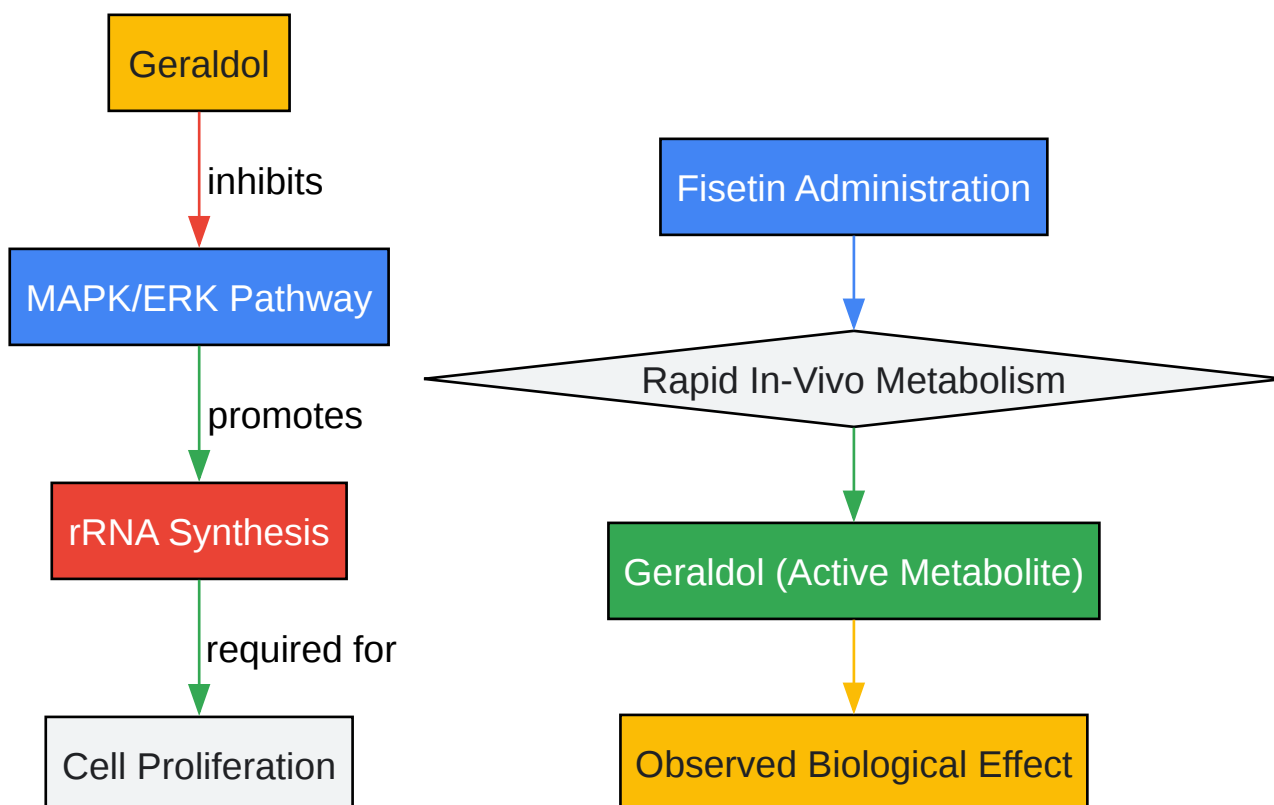 Geraldol
inhibits
MAPK/ERK Pathway
promotes
rRNA Synthesis
required for
Cell Proliferation
Fisetin Administration
Rapid In-Vivo Metabolism
Geraldol (Active Metabolite)
Observed Biological Effect